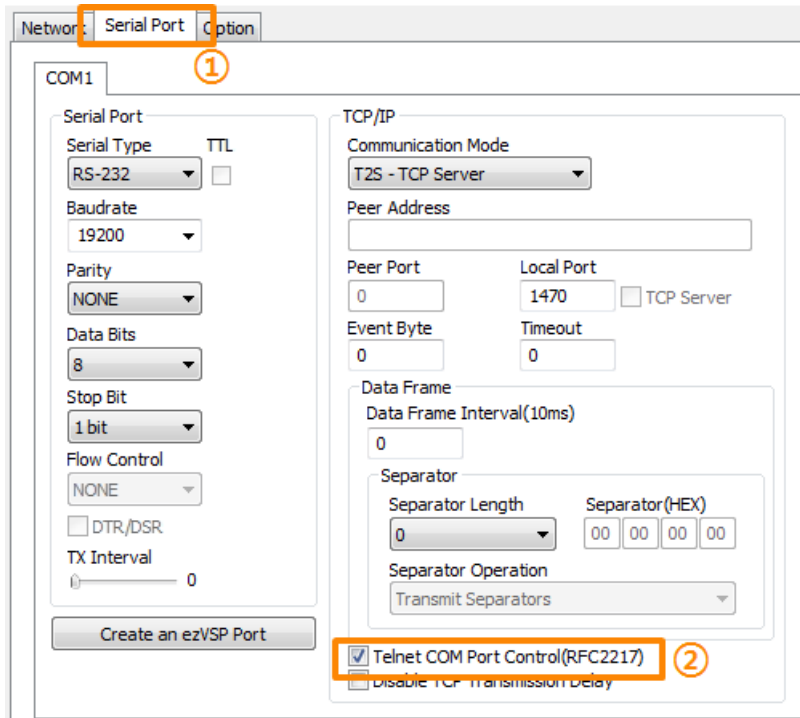 Network Serial Port Option
①
COM1
Serial Port
Serial Type TTL
RS-232
Baudrate
19200
Parity
NONE
Data Bits
8
Stop Bit
1 bit
Flow Control
NONE
DTR/DSR
TX Interval
0
Create an ezVSP Port
TCP/IP
Communication Mode
T2S - TCP Server
Peer Address
Peer Port Local Port
0 1470 TCP Server
Event Byte Timeout
0 0
Data Frame
Data Frame Interval(10ms)
0
Separator
Separator Length Separator(HEX)
0 00 00 00 00
Separator Operation
Transmit Separators
Telnet COM Port Control(RFC2217) ②
Disable TCP Transmission Delay